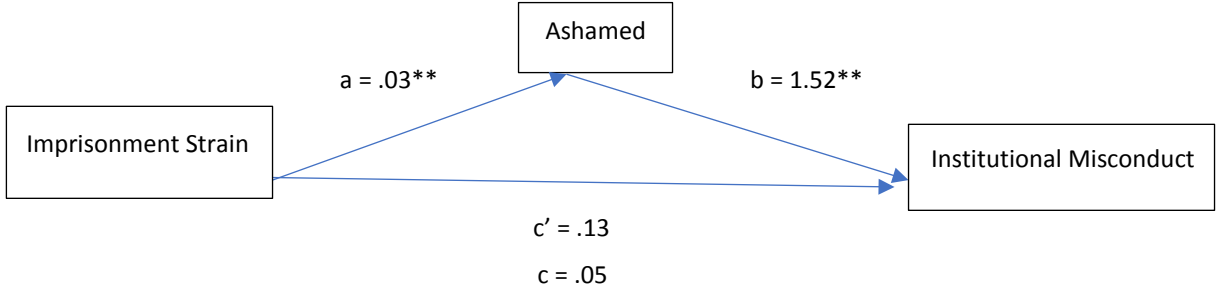 Ashamed
a = .03**
b = 1.52**
Imprisonment Strain
Institutional Misconduct
c’ = .13
c = .05